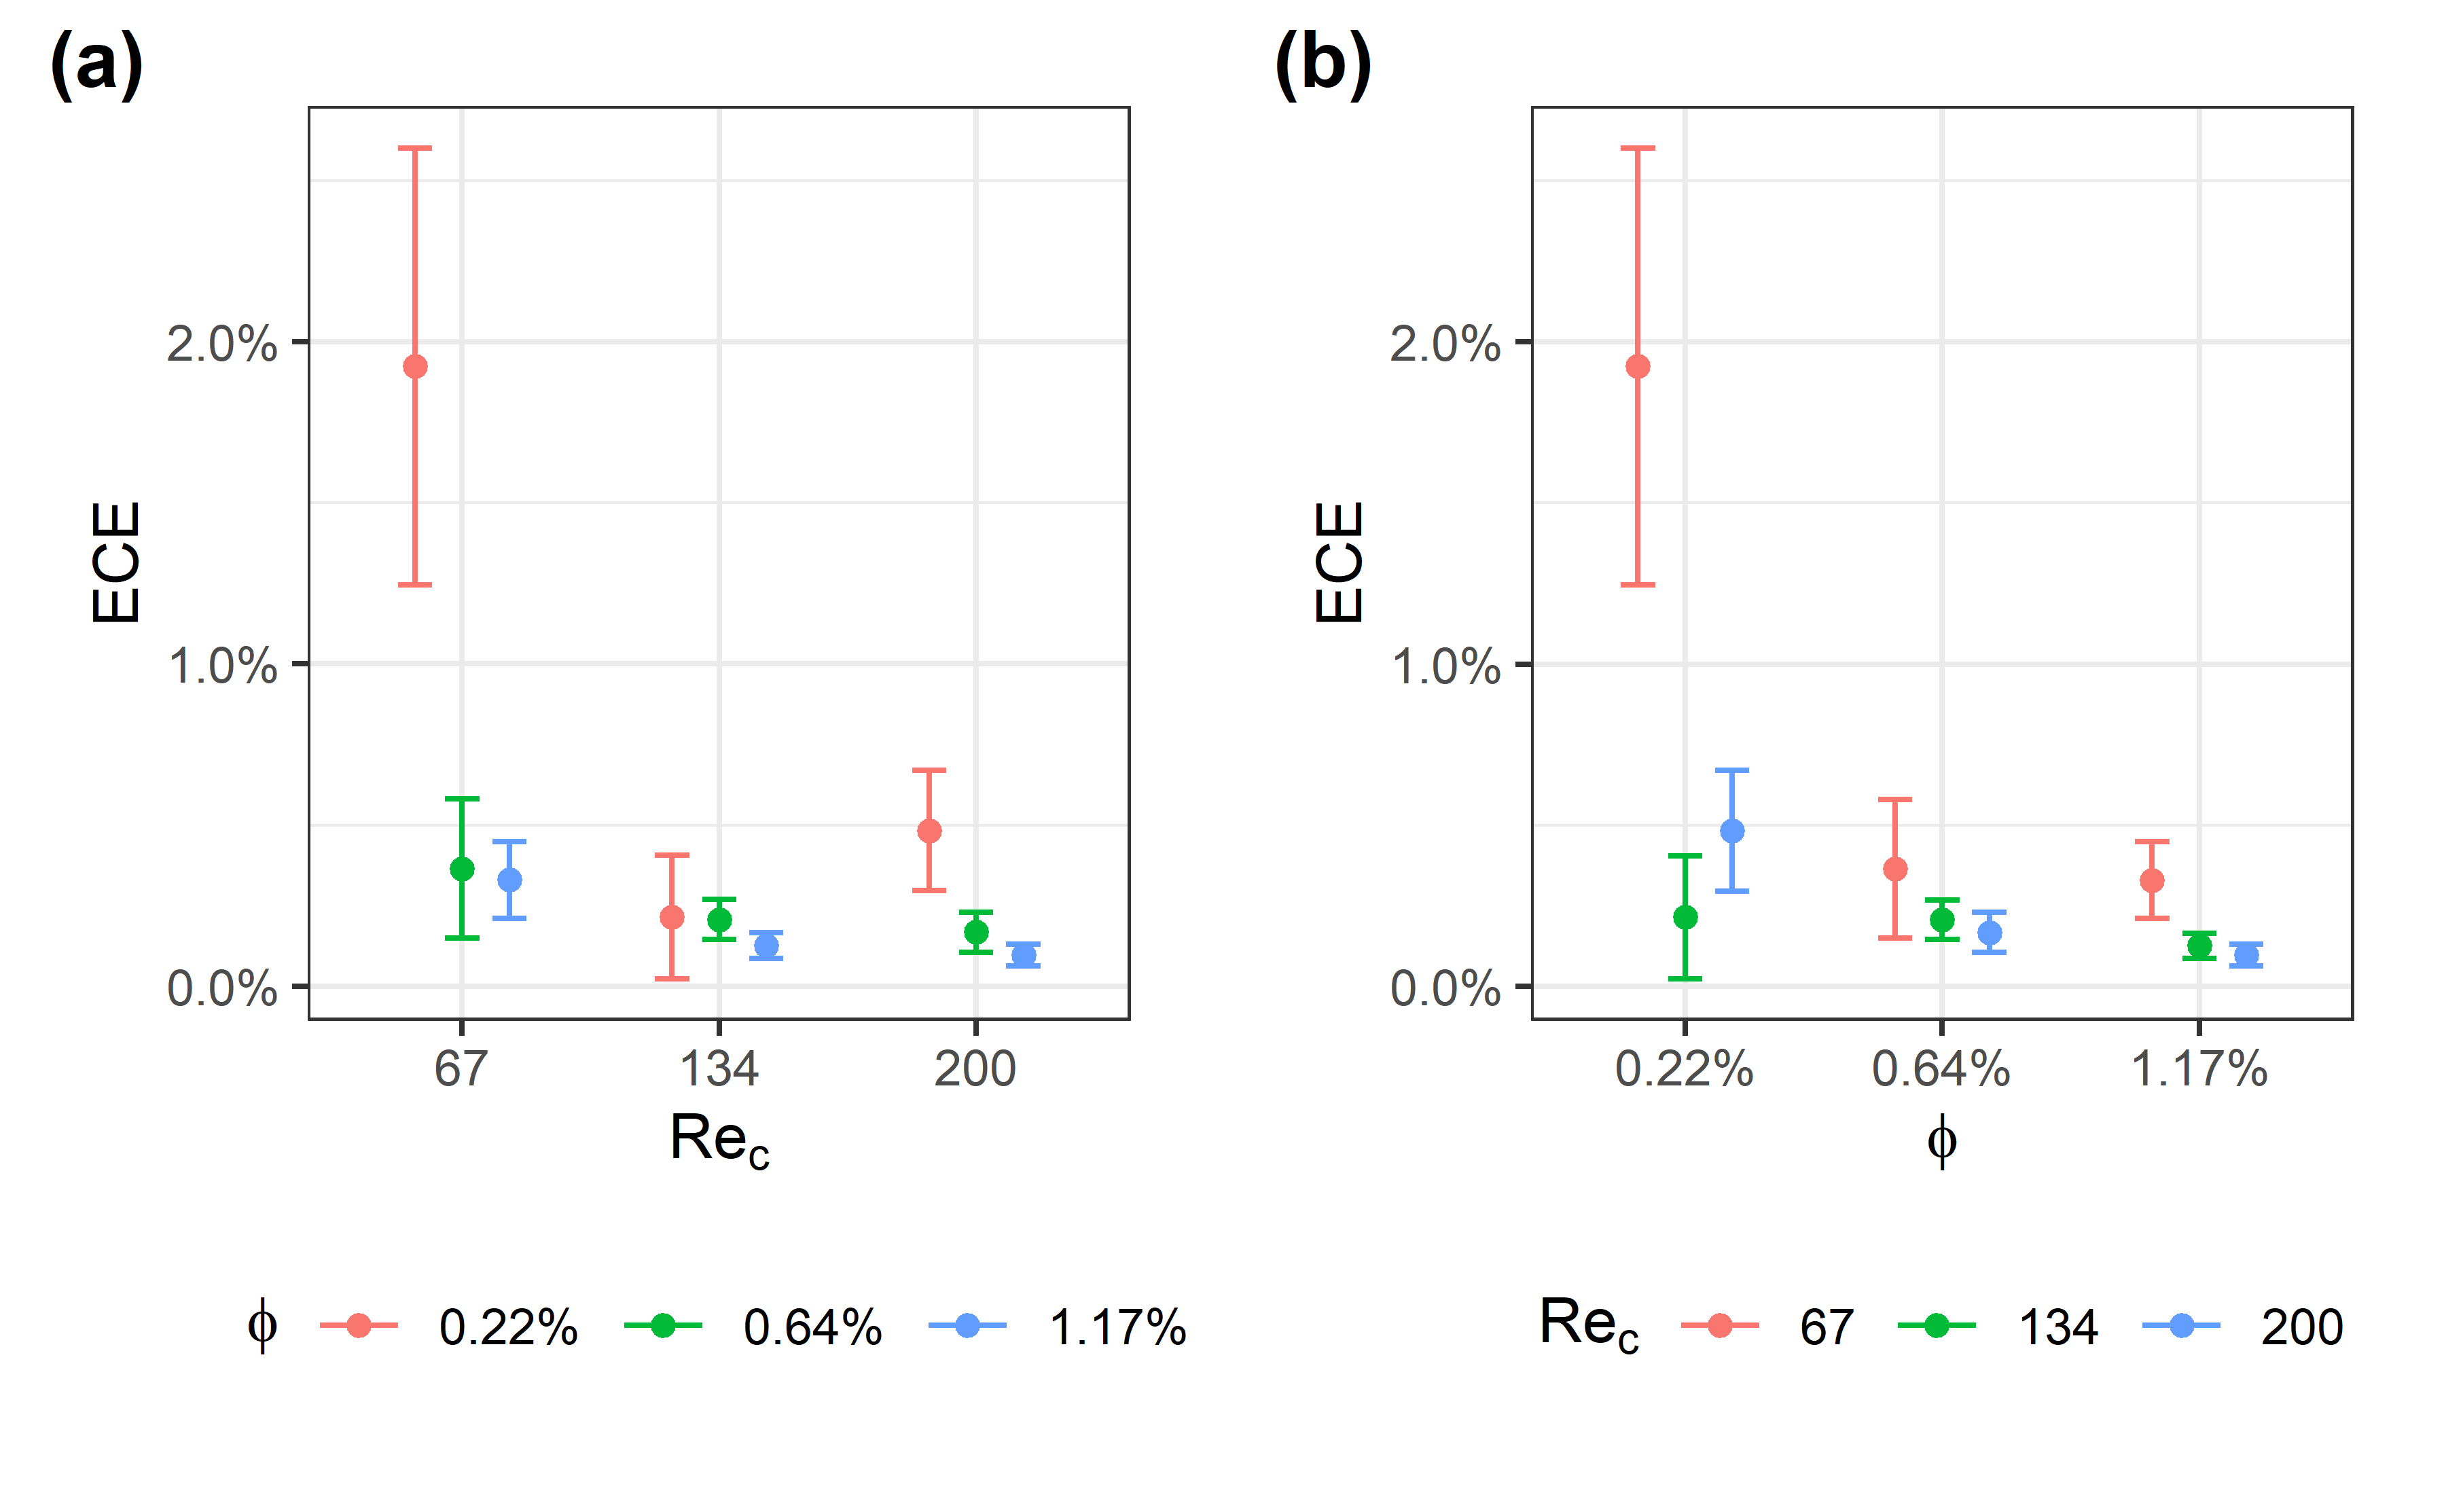 (a)
ECE
2.0%
1.0%
0.0%
67 134 200
Rec
ϕ 0.22% 0.64% 1.17%
(b)
ECE
2.0%
1.0%
0.0%
0.22% 0.64% 1.17%
ϕ
Rec 67 134 200